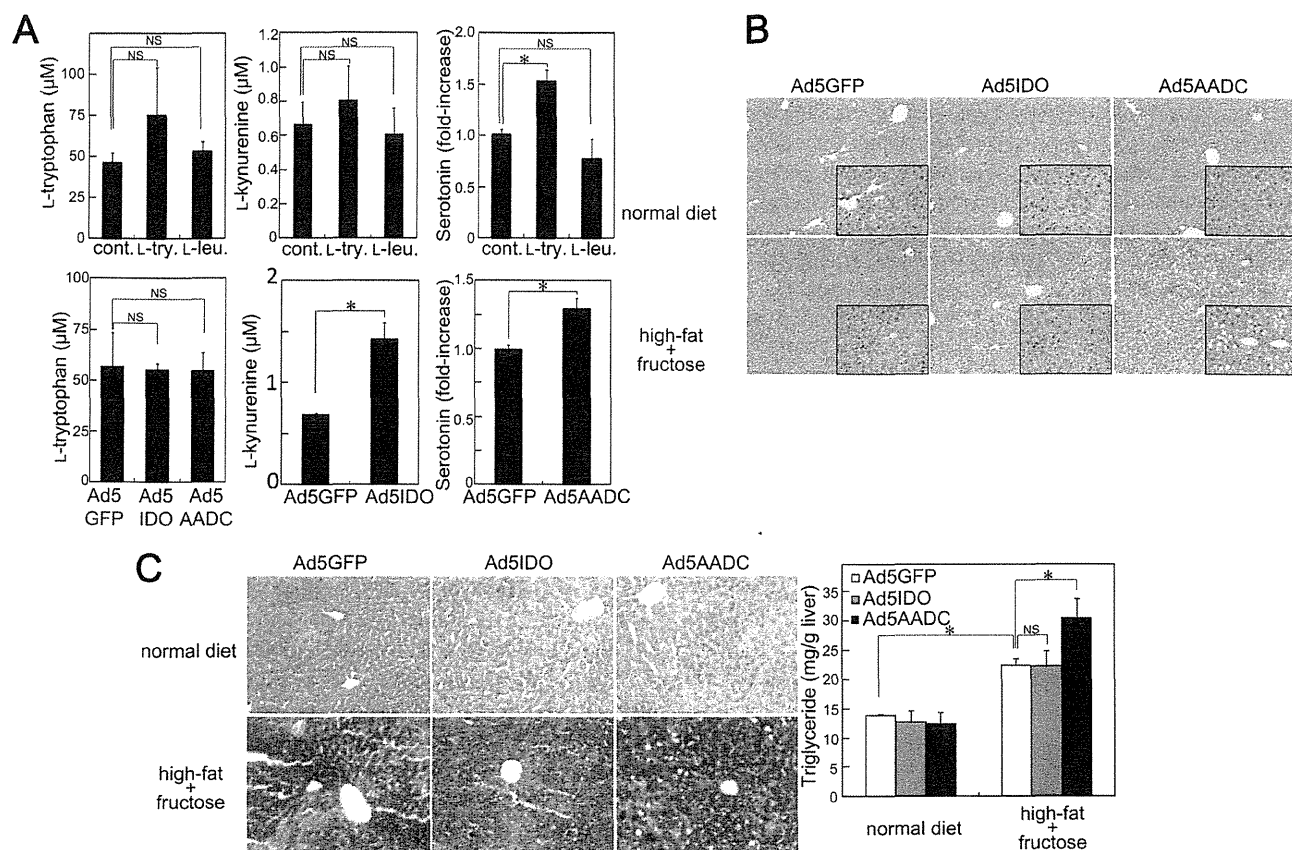 A
L-tryptophan (μM)
100
75
50
25
0
NS
NS
cont. L-try. L-leu.
L-kynurenine (μM)
1.2
1.0
0.8
0.6
0.4
0.2
0
NS
NS
cont. L-try. L-leu.
Serotonin (fold-increase)
2.0
1.5
1.0
0.5
0
NS
*
cont. L-try. L-leu.
normal diet
L-tryptophan (μM)
100
75
50
25
0
NS
NS
Ad5 Ad5 Ad5
GFP IDO AADC
L-kynurenine (μM)
2
1
0
*
Ad5GFP Ad5IDO
Serotonin (fold-increase)
1.5
1.0
0.5
0
*
Ad5GFP Ad5AADC
high-fat
+
fructose
B
Ad5GFP Ad5IDO Ad5AADC
C
Ad5GFP Ad5IDO Ad5AADC
normal diet
high-fat
+
fructose
Triglyceride (mg/g liver)
35
30
25
20
15
10
5
0
Ad5GFP
Ad5IDO
Ad5AADC
*
*
NS
normal diet
high-fat
+
fructose